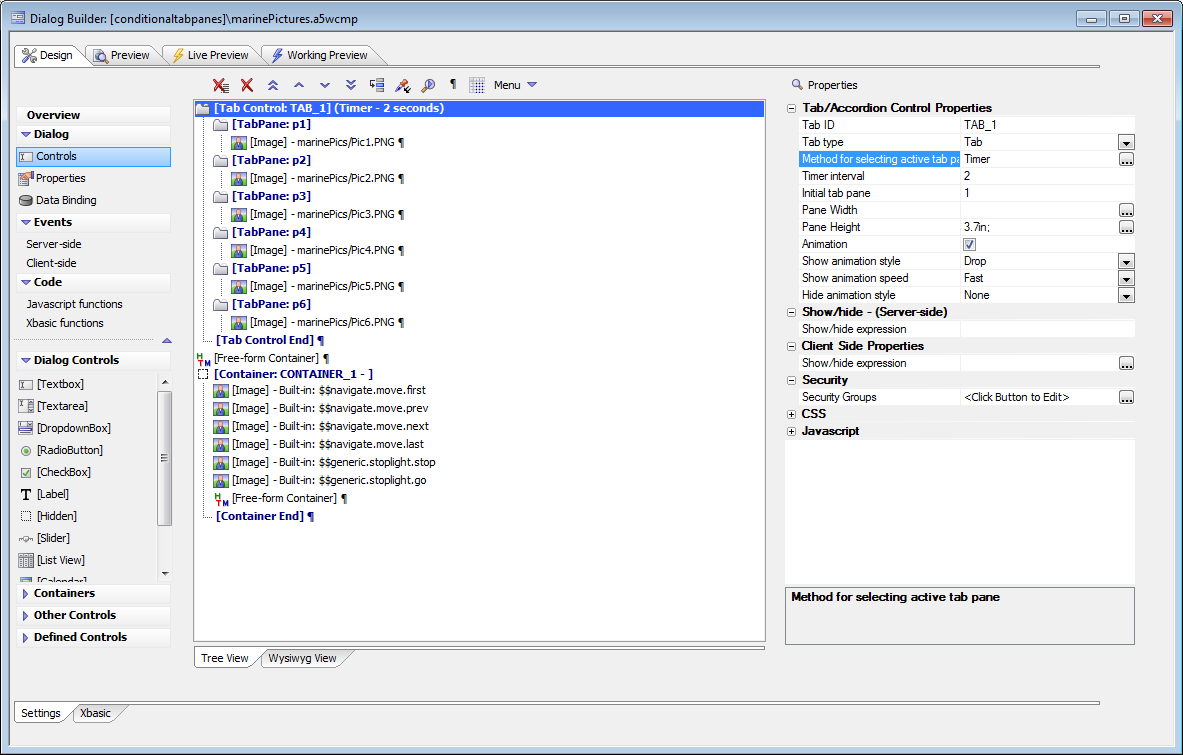 Dialog Builder: [conditionaltabpanes]\marinePictures.a5wcmp
Design
Preview
Live Preview
Working Preview
Menu
Overview
Dialog
Controls
Properties
Data Binding
Events
Server-side
Client-side
Code
Javascript functions
Xbasic functions
Dialog Controls
[Textbox]
[Textarea]
[DropdownBox]
[RadioButton]
[CheckBox]
[Label]
[Hidden]
[Slider]
[List View]
[Calendar]
Containers
Other Controls
Defined Controls
[Tab Control: TAB_1] (Timer - 2 seconds)
[TabPane: p1]
[Image] - marinePics/Pic1.PNG ¶
[TabPane: p2]
[Image] - marinePics/Pic2.PNG ¶
[TabPane: p3]
[Image] - marinePics/Pic3.PNG ¶
[TabPane: p4]
[Image] - marinePics/Pic4.PNG ¶
[TabPane: p5]
[Image] - marinePics/Pic5.PNG ¶
[TabPane: p6]
[Image] - marinePics/Pic6.PNG ¶
[Tab Control End] ¶
[Free-form Container] ¶
[Container: CONTAINER_1 - ]
[Image] - Built-in: $$navigate.move.first
[Image] - Built-in: $$navigate.move.prev
[Image] - Built-in: $$navigate.move.next
[Image] - Built-in: $$navigate.move.last
[Image] - Built-in: $$generic.stoplight.stop
[Image] - Built-in: $$generic.stoplight.go
[Free-form Container] ¶
[Container End] ¶
Tree View
Wysiwyg View
Properties
Tab/Accordion Control Properties
Tab ID TAB_1
Tab type Tab
Method for selecting active tab pa Timer
Timer interval 2
Initial tab pane 1
Pane Width
Pane Height 3.7in;
Animation
Show animation style Drop
Show animation speed Fast
Hide animation style None
Show/hide - (Server-side)
Show/hide expression
Client Side Properties
Show/hide expression
Security
Security Groups <Click Button to Edit>
CSS
Javascript
Method for selecting active tab pane
Settings
Xbasic